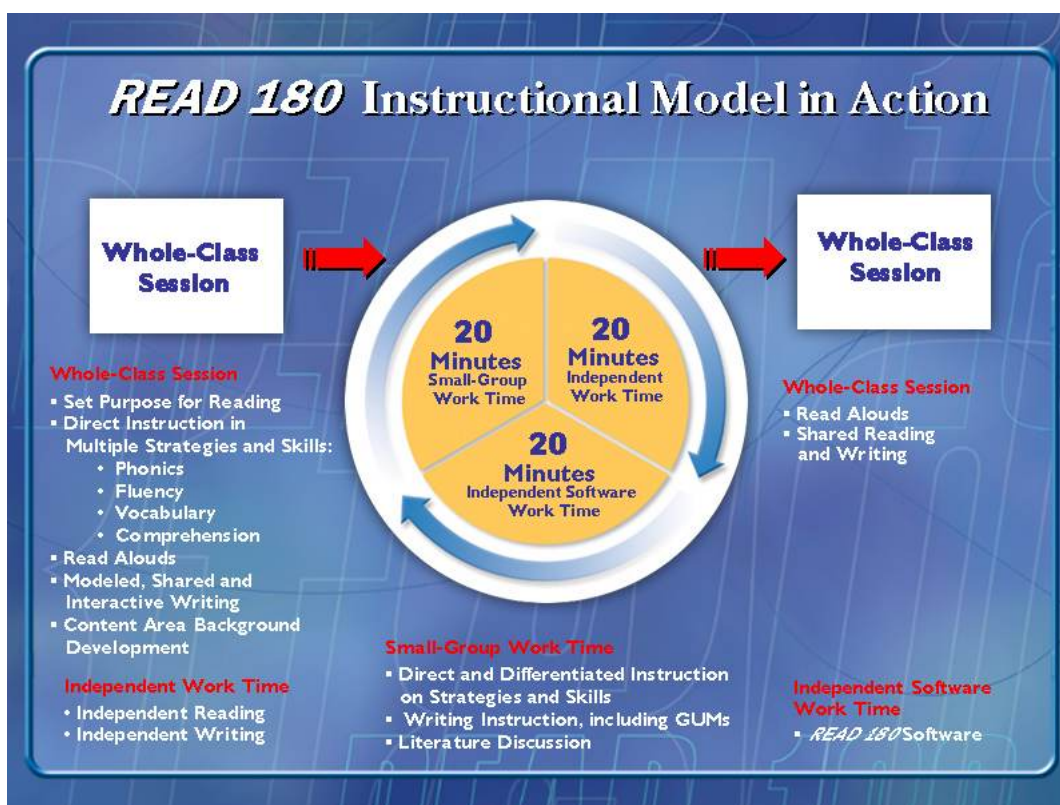 READ 180 Instructional Model in Action
Whole-Class
Session
20
Minutes
Small-Group
Work Time
20
Minutes
Independent
Work Time
20
Minutes
Independent Software
Work Time
Whole-Class
Session
Whole-Class Session
▪ Set Purpose for Reading
▪ Direct Instruction in
Multiple Strategies and Skills:
• Phonics
• Fluency
• Vocabulary
• Comprehension
▪ Read Alouds
▪ Modeled, Shared and
Interactive Writing
▪ Content Area Background
Development
Independent Work Time
• Independent Reading
• Independent Writing
Small-Group Work Time
▪ Direct and Differentiated Instruction
on Strategies and Skills
▪ Writing Instruction, including GUMs
▪ Literature Discussion
Whole-Class Session
▪ Read Alouds
▪ Shared Reading
and Writing
Independent Software
Work Time
▪ READ 180 Software